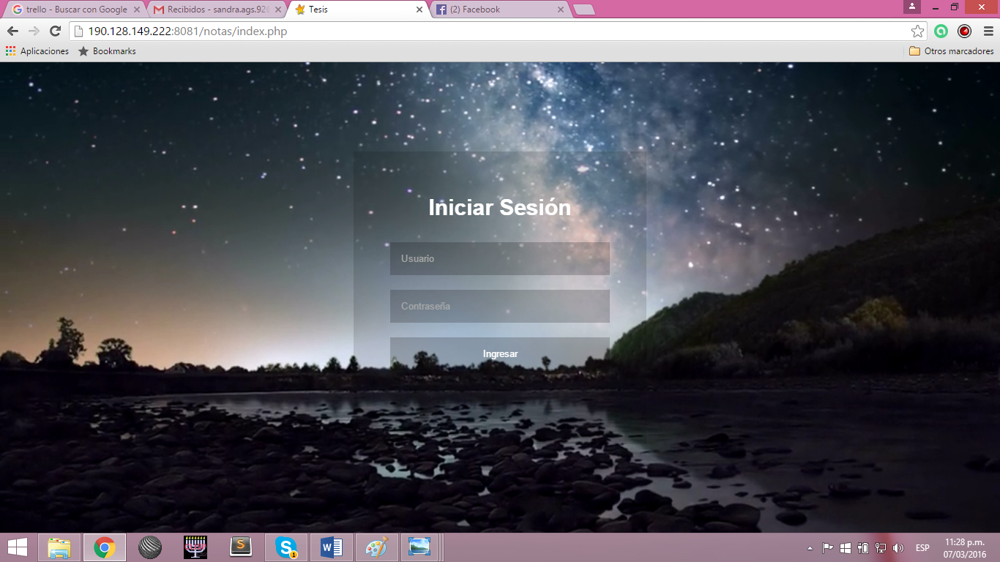 trello - Buscar con Google
Recibidos - sandra.ags.92@
Tesis
(2) Facebook
190.128.149.222:8081/notas/index.php
Aplicaciones
Bookmarks
Otros marcadores
Iniciar Sesión
Usuario
Contraseña
Ingresar
S
S
1
W
ESP
11:28 p.m.
07/03/2016